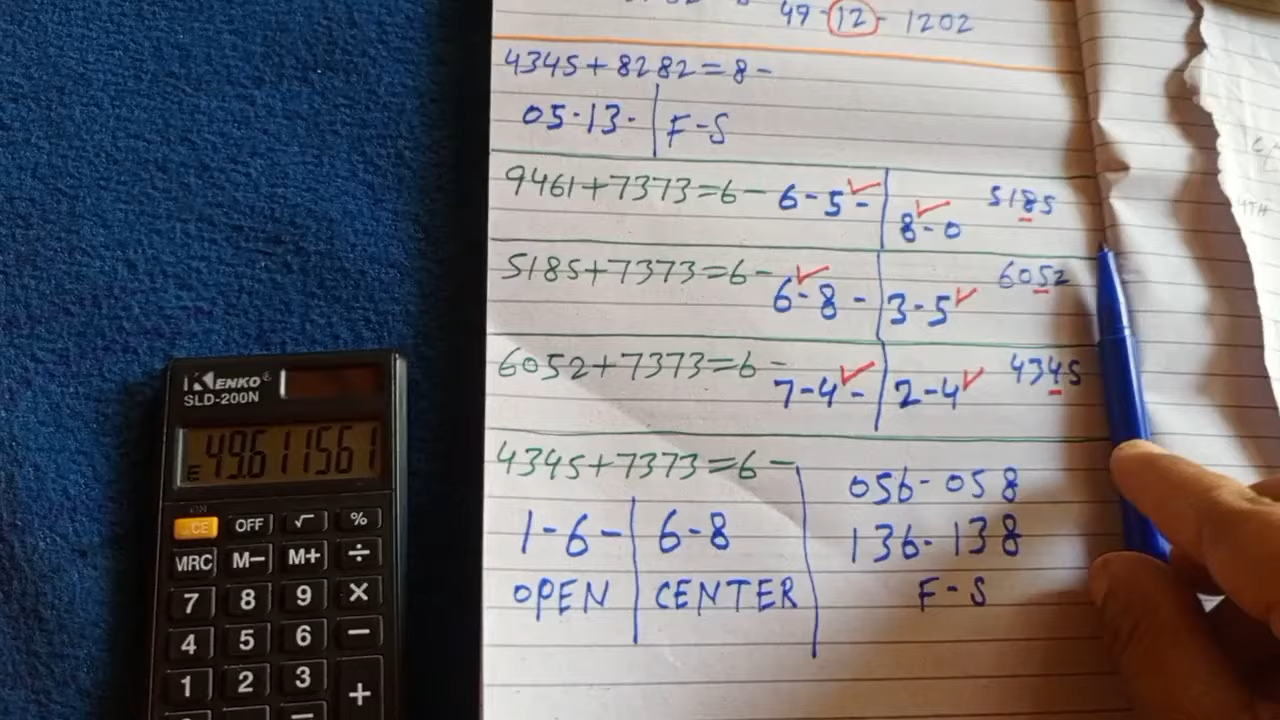 49-12- 1202
4345+8282=8-
05-13- F-S
9461+7373=6- 6-5- 8-0 5185
5185+7373=6- 6-8- 3-5 6052
6052+7373=6- 7-4- 2-4 4345
4345+7373=6-
056-058
1-6- 6-8 136-138
OPEN CENTER F-S
KENKO®
SLD-200N
E 49.611561
ON
CE OFF √ %
MRC M− M+ ÷
7 8 9 ×
4 5 6 −
1 2 3 +